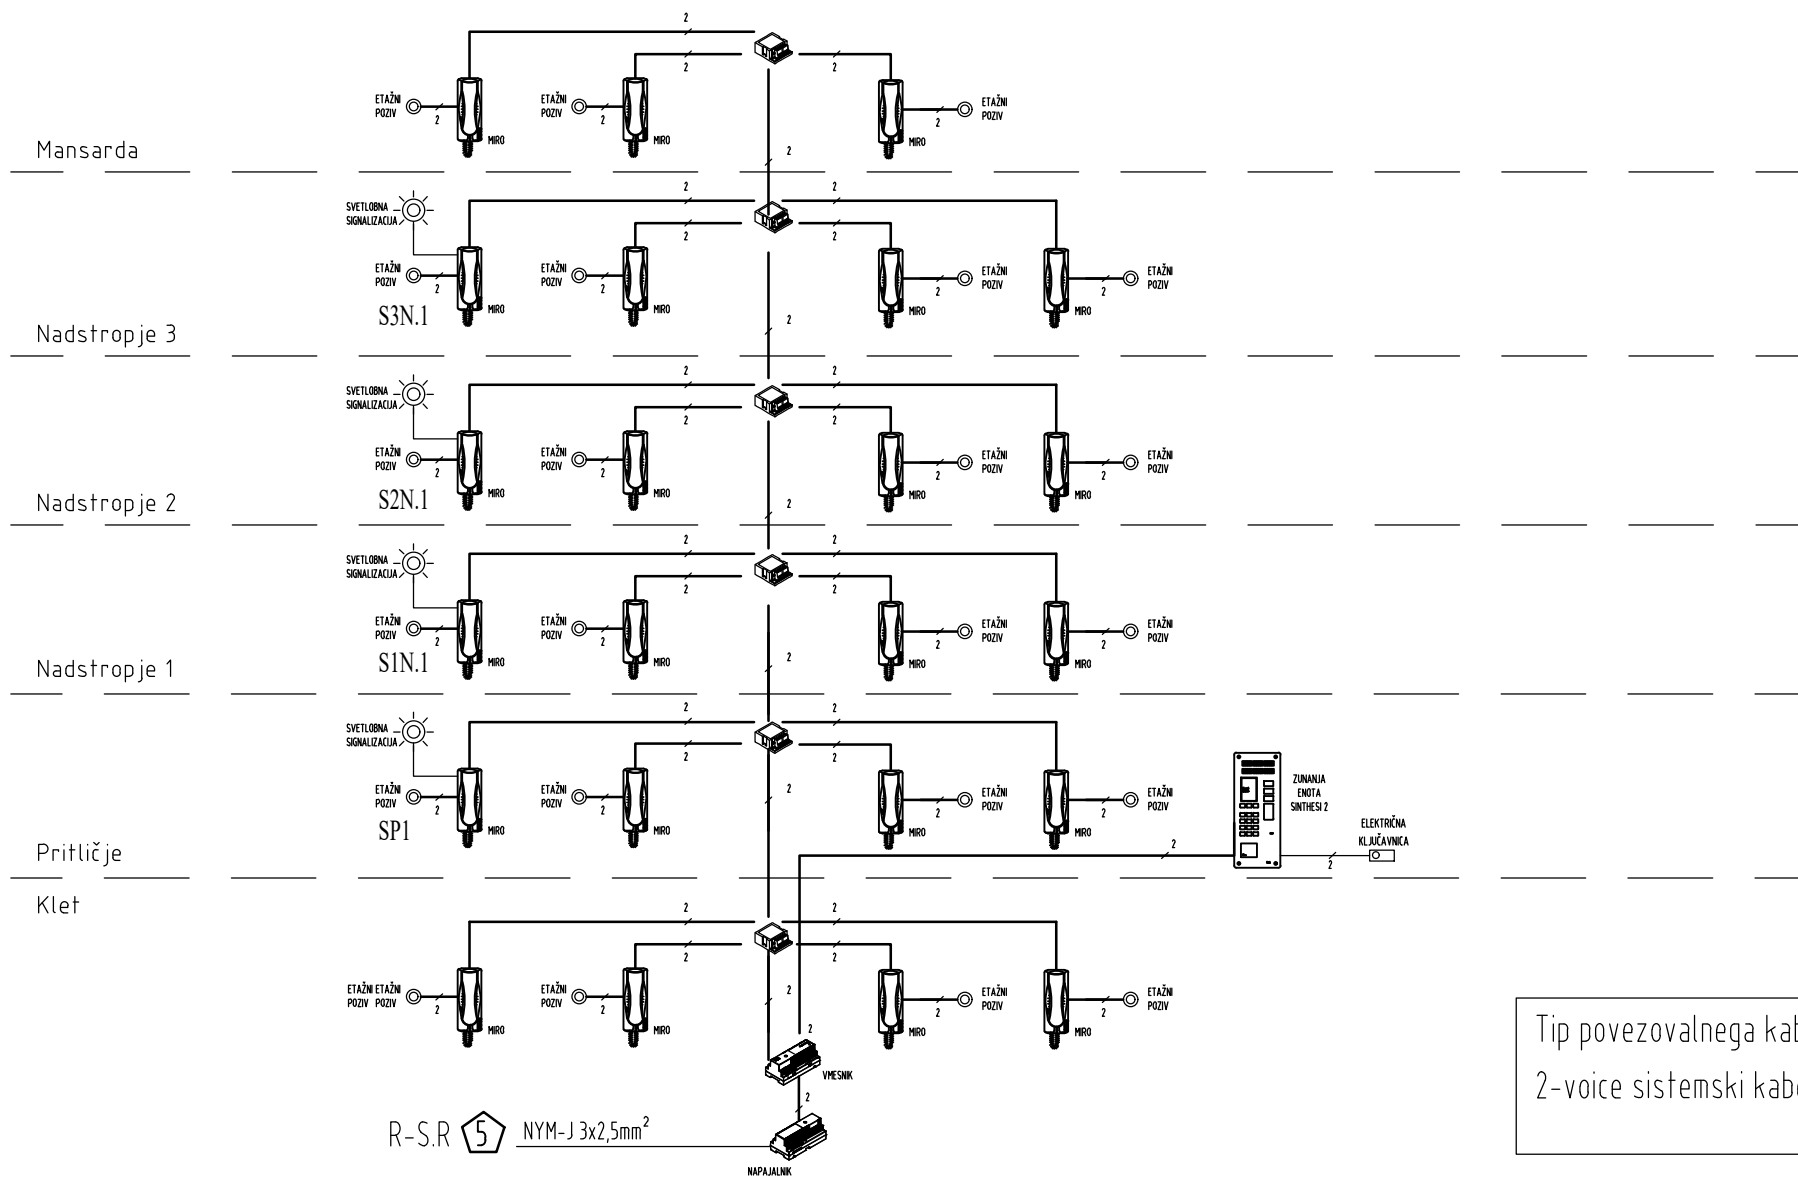 2
2 2
ETAŽNI
POZIV
2
MIRO
ETAŽNI
POZIV
2
MIRO
2
MIRO
ETAŽNI
POZIV
Mansarda
2
2 2
SVETLOBNA
SIGNALIZACIJA
2 2
ETAŽNI
POZIV
2
MIRO
ETAŽNI
POZIV
2
MIRO
2
MIRO
ETAŽNI
POZIV
2
MIRO
ETAŽNI
POZIV
S3N.1
Nadstropje 3
2
2 2
SVETLOBNA
SIGNALIZACIJA
2 2
ETAŽNI
POZIV
2
MIRO
ETAŽNI
POZIV
2
MIRO
2
MIRO
ETAŽNI
POZIV
2
MIRO
ETAŽNI
POZIV
S2N.1
Nadstropje 2
2
2 2
SVETLOBNA
SIGNALIZACIJA
2 2
ETAŽNI
POZIV
2
MIRO
ETAŽNI
POZIV
2
MIRO
2
MIRO
ETAŽNI
POZIV
2
MIRO
ETAŽNI
POZIV
S1N.1
Nadstropje 1
2
2 2
SVETLOBNA
SIGNALIZACIJA
2 2
ETAŽNI
POZIV
2
MIRO
ETAŽNI
POZIV
2
MIRO
2
MIRO
ETAŽNI
POZIV
2
MIRO
ETAŽNI
POZIV
SP1
2
ZUNANJA
ENOTA
SINTHESI 2
ELEKTRIČNA
KLJUČAVNICA
2
2
Pritličje
Klet
2 2
2 2
ETAŽNI ETAŽNI
POZIV POZIV
2
MIRO
ETAŽNI
POZIV
2
MIRO
2
MIRO
ETAŽNI
POZIV
2
MIRO
ETAŽNI
POZIV
2
2
VMESNIK
2
R-S.R 5 NYM-J 3x2,5mm²
NAPAJALNIK
Tip povezovalnega
2-voice sistemski